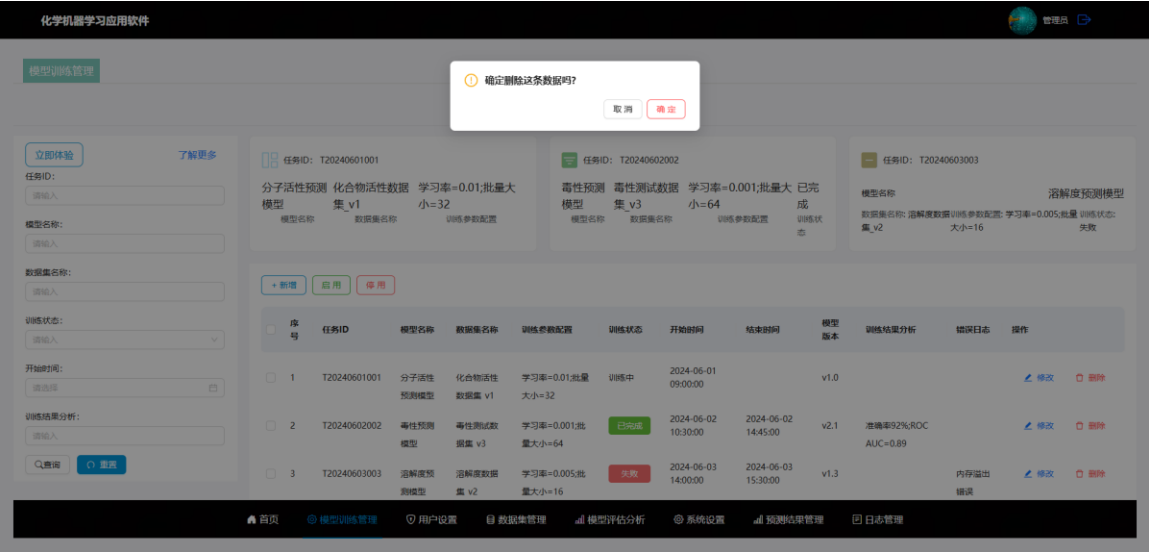 化学机器学习应用软件
管理员
模型训练管理
确定删除这条数据吗?
取 消
确 定
立即体验
了解更多
任务ID:
请输入
模型名称:
请输入
数据集名称:
请输入
训练状态:
请输入
开始时间:
请选择
训练结果分析:
请输入
查询
重置
任务ID: T20240601001
分子活性预测 化合物活性数据 学习率=0.01;批量大
模型 集_v1 小=32
模型名称 数据集名称 训练参数配置
任务ID: T20240602002
毒性预测 毒性测试数据 学习率=0.001;批量大 已完
模型 集_v3 小=64 成
模型名称 数据集名称 训练参数配置 训练状
态
任务ID: T20240603003
模型名称 溶解度预测模型
数据集名称: 溶解度数据 训练参数配置: 学习率=0.005;批量 训练状态:
集_v2 大小=16 失败
+ 新增 启 用 停 用
序 任务ID 模型名称 数据集名称 训练参数配置 训练状态 开始时间 结束时间 模型 训练结果分析 错误日志 操作
号 版本
1 T20240601001 分子活性 化合物活性 学习率=0.01;批量 训练中 2024-06-01 v1.0 修改 删除
预测模型 数据集 v1 大小=32 09:00:00
2 T20240602002 毒性预测 毒性测试数 学习率=0.001;批 已完成 2024-06-02 2024-06-02 v2.1 准确率92%;ROC 修改 删除
模型 据集 v3 量大小=64 10:30:00 14:45:00 AUC=0.89
3 T20240603003 溶解度预 溶解度数据 学习率=0.005;批 失败 2024-06-03 2024-06-03 v1.3 内存溢出 修改 删除
测模型 集 v2 量大小=16 14:00:00 15:30:00 错误
首页 模型训练管理 用户设置 数据集管理 模型评估分析 系统设置 预测结果管理 日志管理